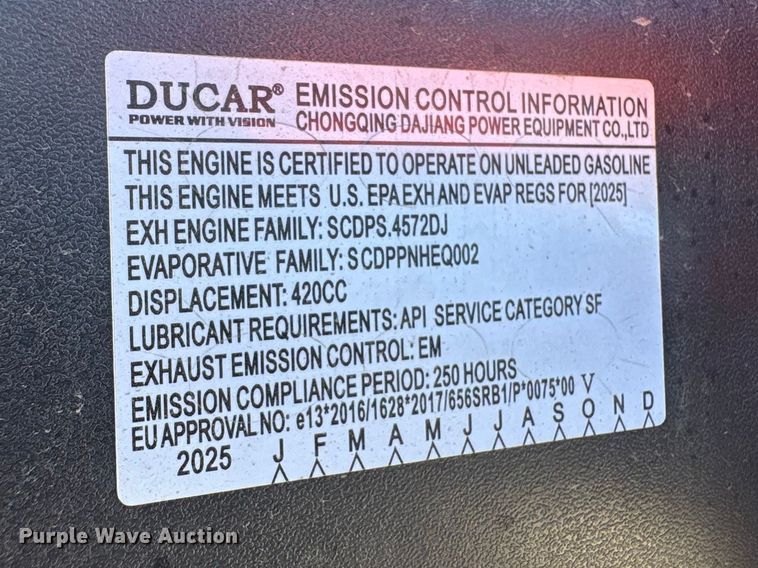 DUCAR® EMISSION CONTROL INFORMATION
POWER WITH VISION CHONGQING DAJIANG POWER EQUIPMENT CO.,LTD
THIS ENGINE IS CERTIFIED TO OPERATE ON UNLEADED GASOLINE
THIS ENGINE MEETS U.S. EPA EXH AND EVAP REGS FOR [2025]
EXH ENGINE FAMILY: SCDPS.4572DJ
EVAPORATIVE FAMILY: SCDPPNHEQ002
DISPLACEMENT: 420CC
LUBRICANT REQUIREMENTS: API SERVICE CATEGORY SF
EXHAUST EMISSION CONTROL: EM
EMISSION COMPLIANCE PERIOD: 250 HOURS
EU APPROVAL NO: e13*2016/1628*2017/656SRB1/P*0075*00 V
2025 J F M A M J J A S O N D
Purple Wave Auction